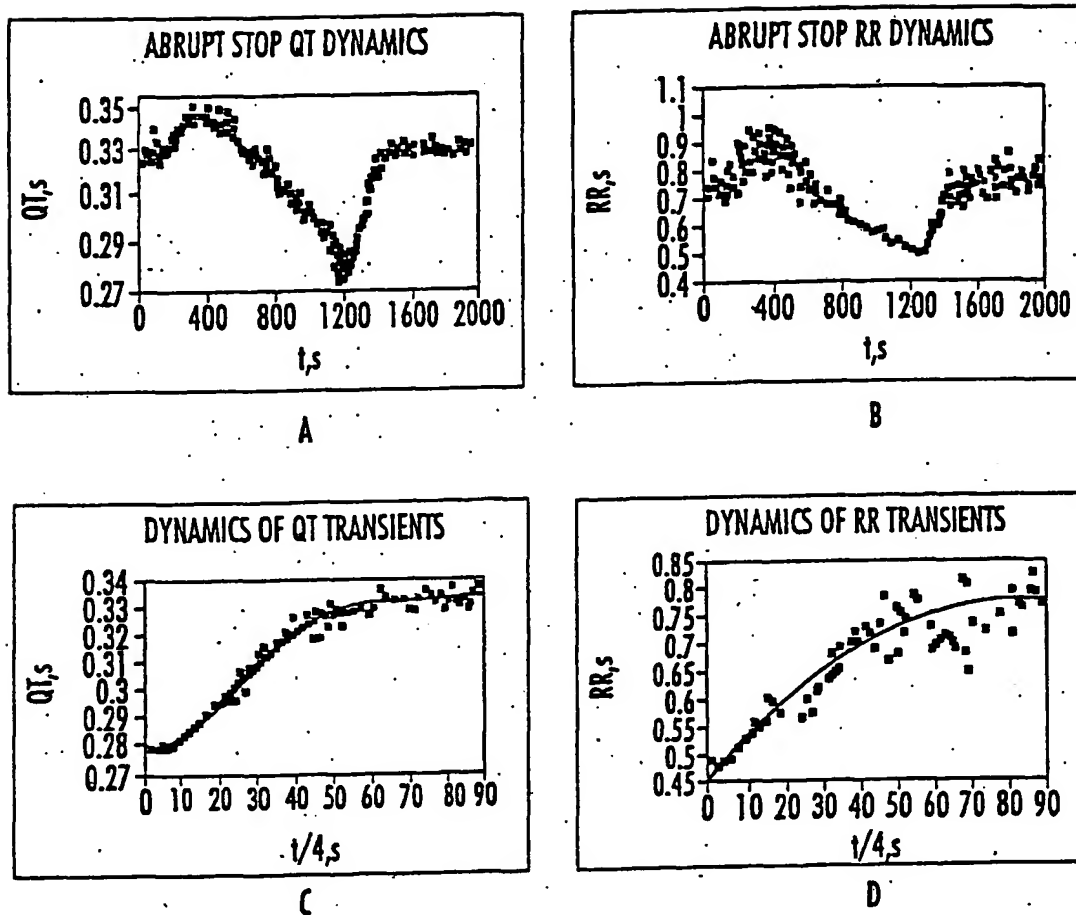 ABRUPT STOP QT DYNAMICS
QT,s
0.35
0.33
0.31
0.29
0.27
0 400 800 1200 1600 2000
t,s
A
ABRUPT STOP RR DYNAMICS
RR,s
1.1
1
0.9
0.8
0.7
0.6
0.5
0.4
0 400 800 1200 1600 2000
t,s
B
DYNAMICS OF QT TRANSIENTS
QT,s
0.34
0.33
0.32
0.31
0.3
0.29
0.28
0.27
0 10 20 30 40 50 60 70 80 90
t/4,s
C
DYNAMICS OF RR TRANSIENTS
RR,s
0.85
0.8
0.75
0.7
0.65
0.6
0.55
0.5
0.45
0 10 20 30 40 50 60 70 80 90
t/4,s
D